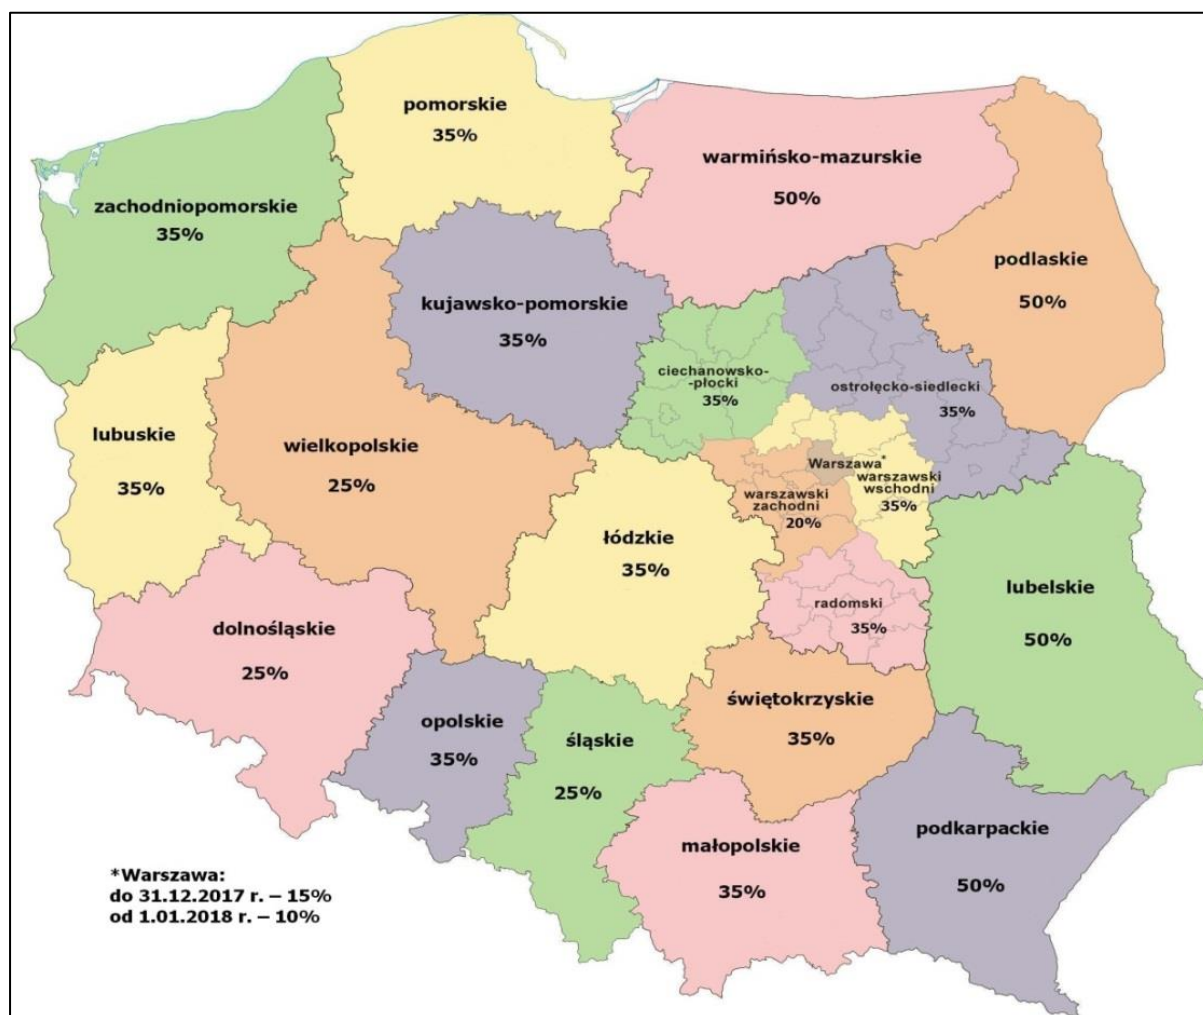 pomorskie
35%
warmińsko-mazurskie
50%
zachodniopomorskie
35%
podlaskie
50%
kujawsko-pomorskie
35%
ciechanowsko-
-płocki
35%
ostrołęcko-siedlecki
35%
lubuskie
35%
wielkopolskie
25%
Warszawa*
warszawski
wschodni
35%
warszawski
zachodni
20%
łódzkie
35%
radomski
35%
lubelskie
50%
dolnośląskie
25%
opolskie
35%
śląskie
25%
świętokrzyskie
35%
małopolskie
35%
podkarpackie
50%
*Warszawa:
do 31.12.2017 r. – 15%
od 1.01.2018 r. – 10%